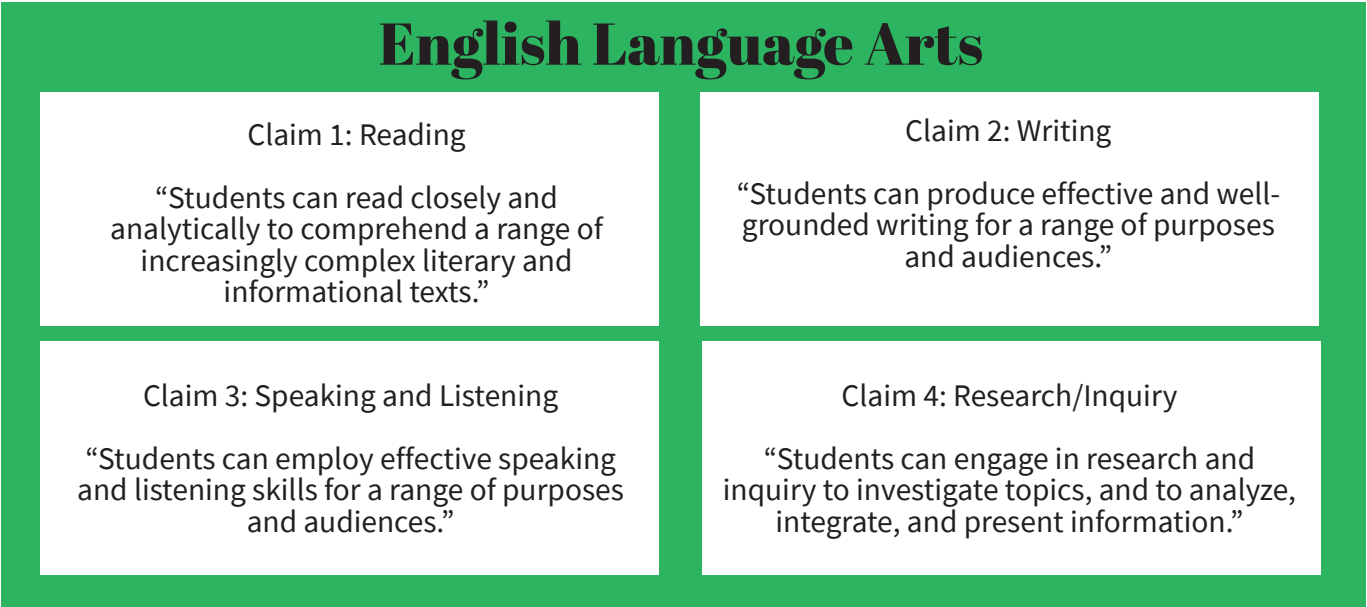 English Language Arts
Claim 1: Reading
“Students can read closely and
analytically to comprehend a range of
increasingly complex literary and
informational texts.”
Claim 2: Writing
“Students can produce effective and well-
grounded writing for a range of purposes
and audiences.”
Claim 3: Speaking and Listening
“Students can employ effective speaking
and listening skills for a range of purposes
and audiences.”
Claim 4: Research/Inquiry
“Students can engage in research and
inquiry to investigate topics, and to analyze,
integrate, and present information.”